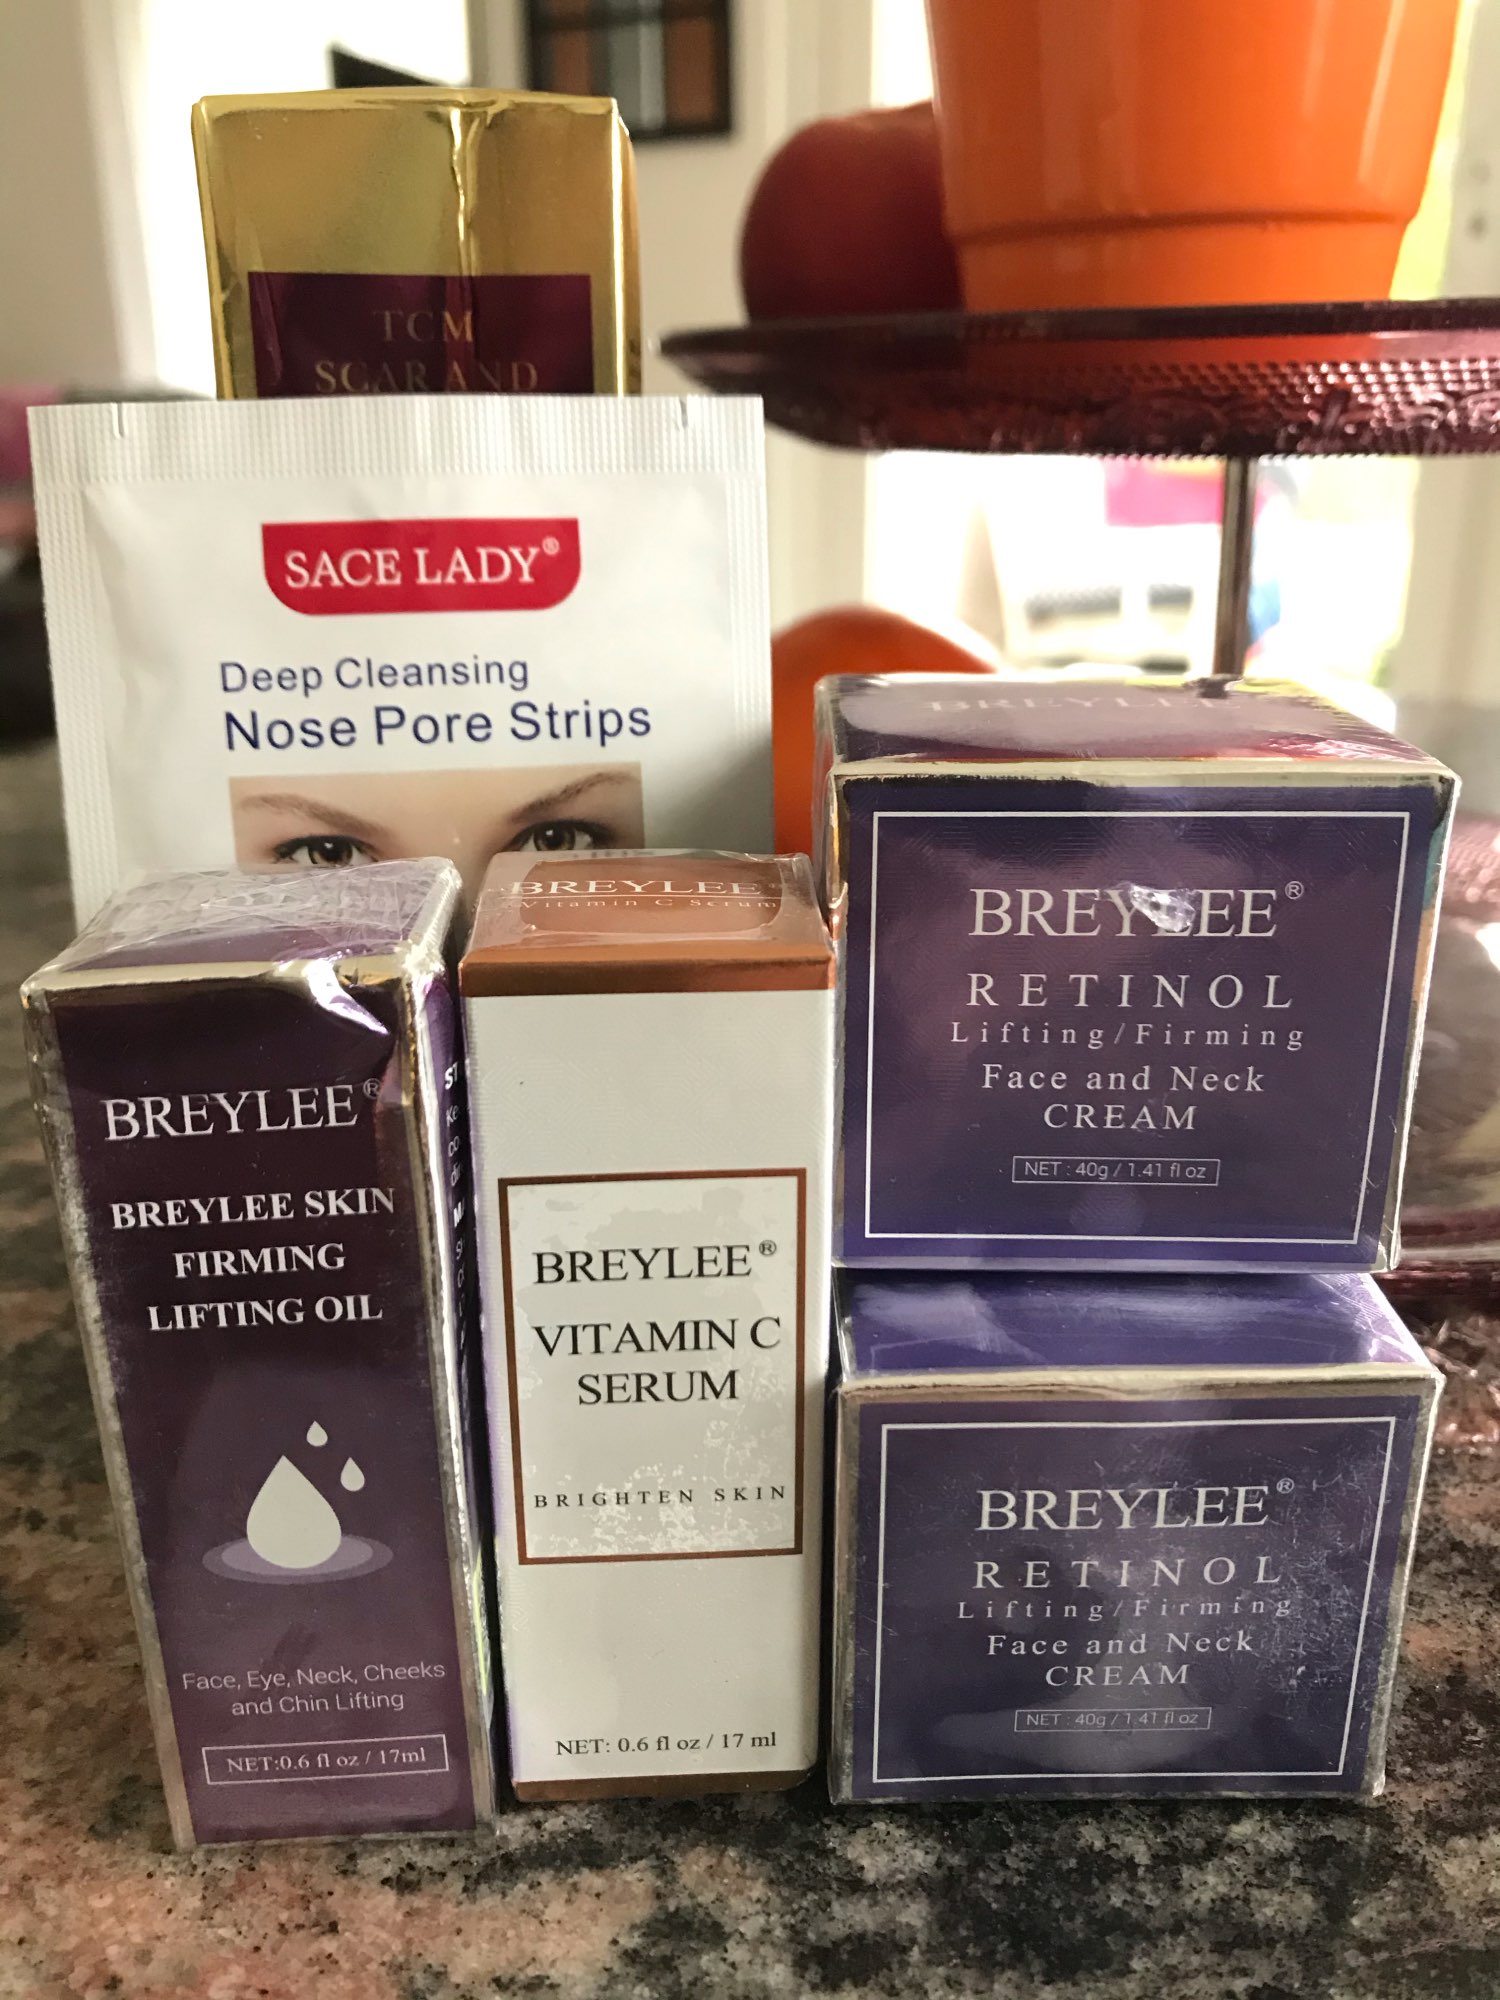 TCM
SCAR AND
SACE LADY®
Deep Cleansing
Nose Pore Strips
BREYLEE®
BREYLEE SKIN
FIRMING
LIFTING OIL
Face, Eye, Neck, Cheeks
and Chin Lifting
NET:0.6 fl oz / 17ml
BREYLEE
Vitamin C Serum
BREYLEE®
VITAMIN C
SERUM
BRIGHTEN SKIN
NET: 0.6 fl oz / 17 ml
BREYLEE
BREYLEE®
RETINOL
Lifting/Firming
Face and Neck
CREAM
NET : 40g / 1.41 fl oz
BREYLEE®
RETINOL
Lifting/Firming
Face and Neck
CREAM
NET : 40g / 1.41 fl oz